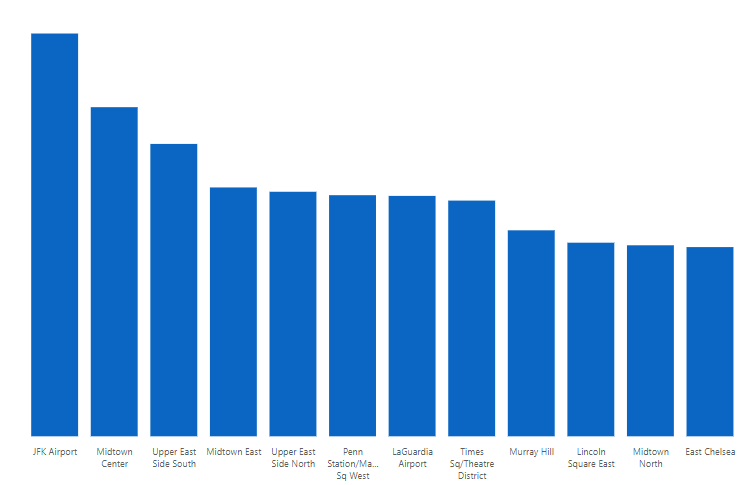 JFK Airport
Midtown
Center
Upper East
Side South
Midtown East
Upper East
Side North
Penn
Station/Ma...
Sq West
LaGuardia
Airport
Times
Sq/Theatre
District
Murray Hill
Lincoln
Square East
Midtown
North
East Chelsea